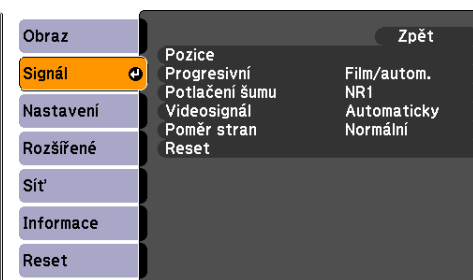 Obraz
Signál
Nastavení
Rozšířené
Síť
Informace
Reset
Zpět
Pozice
Progresivní Film/autom.
Potlačení šumu NR1
Videosignál Automaticky
Poměr stran Normální
Reset